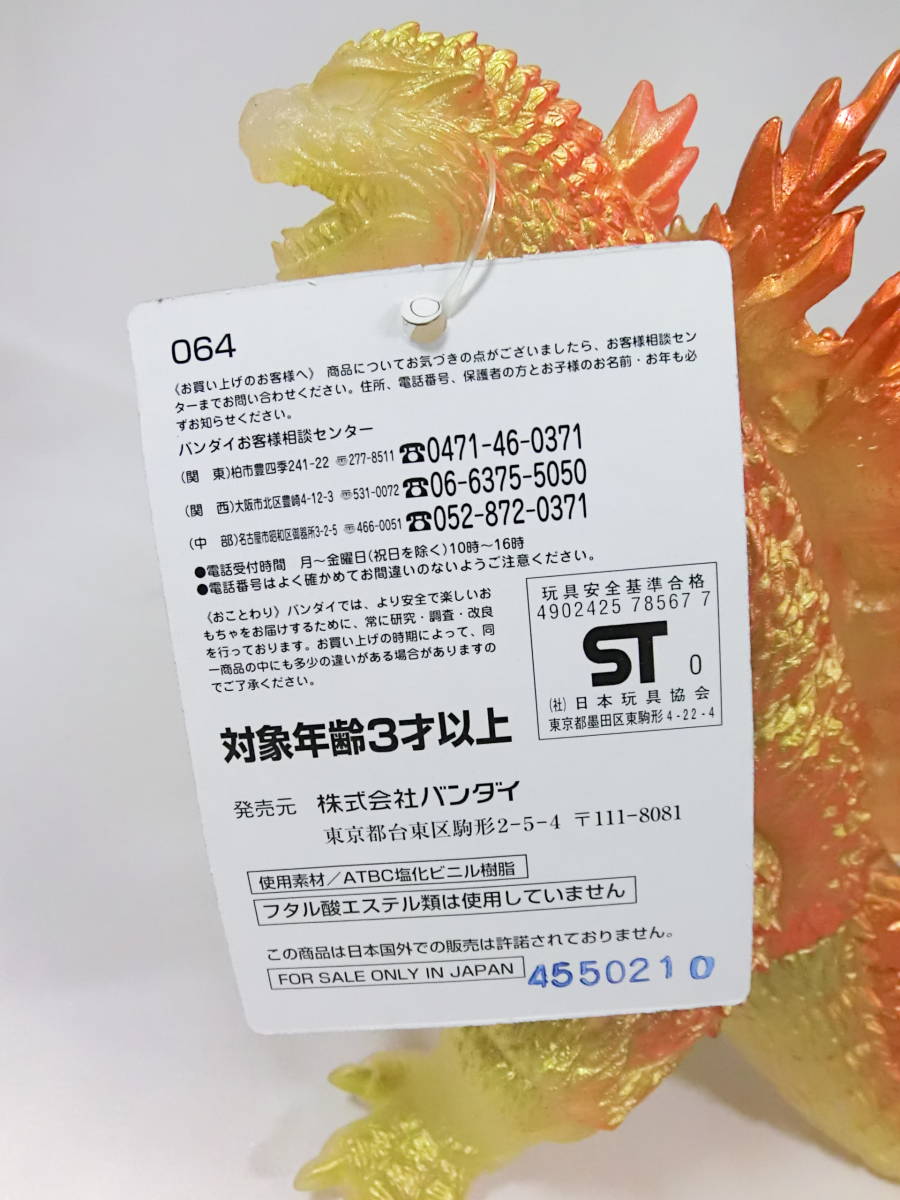 064
《お買い上げのお客様へ》 商品についてお気づきの点がございましたら、お客様相談セン
ターまでお問い合わせください。住所、電話番号、保護者の方とお子様のお名前・お年も必
ずお知らせください。
バンダイお客様相談センター
(関 東)柏市豊四季241-22 〠277-8511 ☎0471-46-0371
(関 西)大阪市北区豊崎4-12-3 〠531-0072 ☎06-6375-5050
(中 部)名古屋市昭和区御器所3-2-5 〠466-0051 ☎052-872-0371
●電話受付時間 月〜金曜日(祝日を除く)10時〜16時
●電話番号はよく確かめてお間違いのないようご注意ください。
《おことわり》バンダイでは、より安全で楽しいお
もちゃをお届けするために、常に研究・調査・改良
を行っております。お買い上げの時期によって、同
一商品の中にも多少の違いがある場合がありますの
でご了承ください。
玩具安全基準合格
4902425 78567 7
ST 0
(社)日本玩具協会
東京都墨田区東駒形4-22-4
対象年齢3才以上
発売元 株式会社バンダイ
東京都台東区駒形2-5-4 〒111-8081
使用素材/ATBC塩化ビニル樹脂
フタル酸エステル類は使用していません
この商品は日本国外での販売は許諾されておりません。
FOR SALE ONLY IN JAPAN 4550210